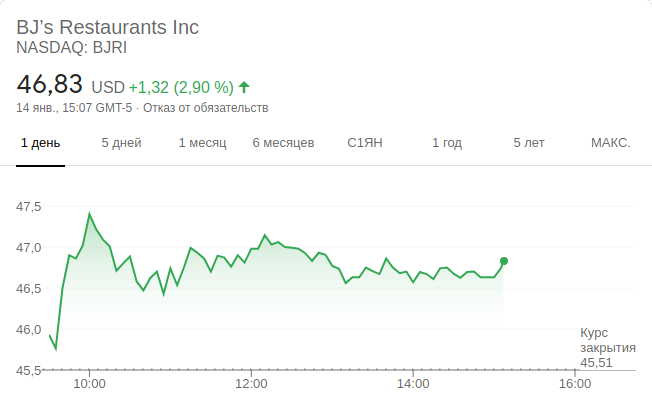 BJ's Restaurants Inc
NASDAQ: BJRI
46,83 USD +1,32 (2,90 %)
14 янв., 15:07 GMT-5 · Отказ от обязательств
1 день 5 дней 1 месяц 6 месяцев С1ЯН 1 год 5 лет МАКС.
47,5
47,0
46,5
46,0
Курс
закрытия
45,51
45,5
10:00 12:00 14:00 16:00